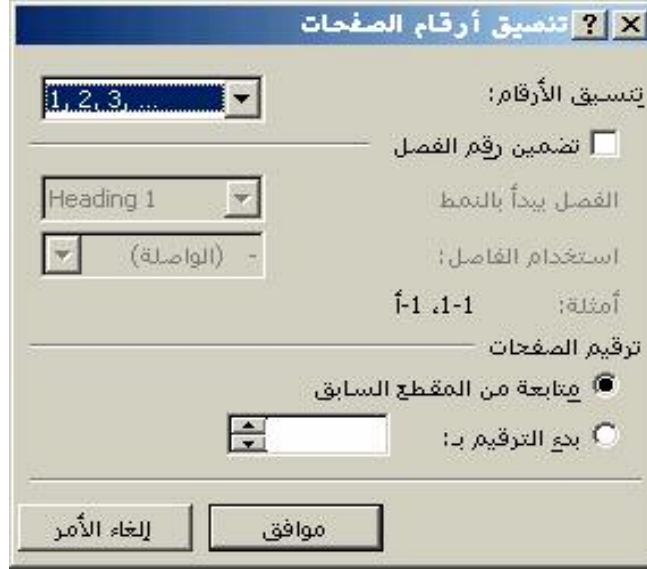 تنسيق أرقام الصفحات
تنسيق الأرقام: 1, 2, 3, ...
تضمين رقم الفصل
الفصل يبدأ بالنمط Heading 1
استخدام الفاصل: - (الواصلة)
أمثلة: 1-1، 1-أ
ترقيم الصفحات
متابعة من المقطع السابق
بدء الترقيم بـ:
موافق إلغاء الأمر